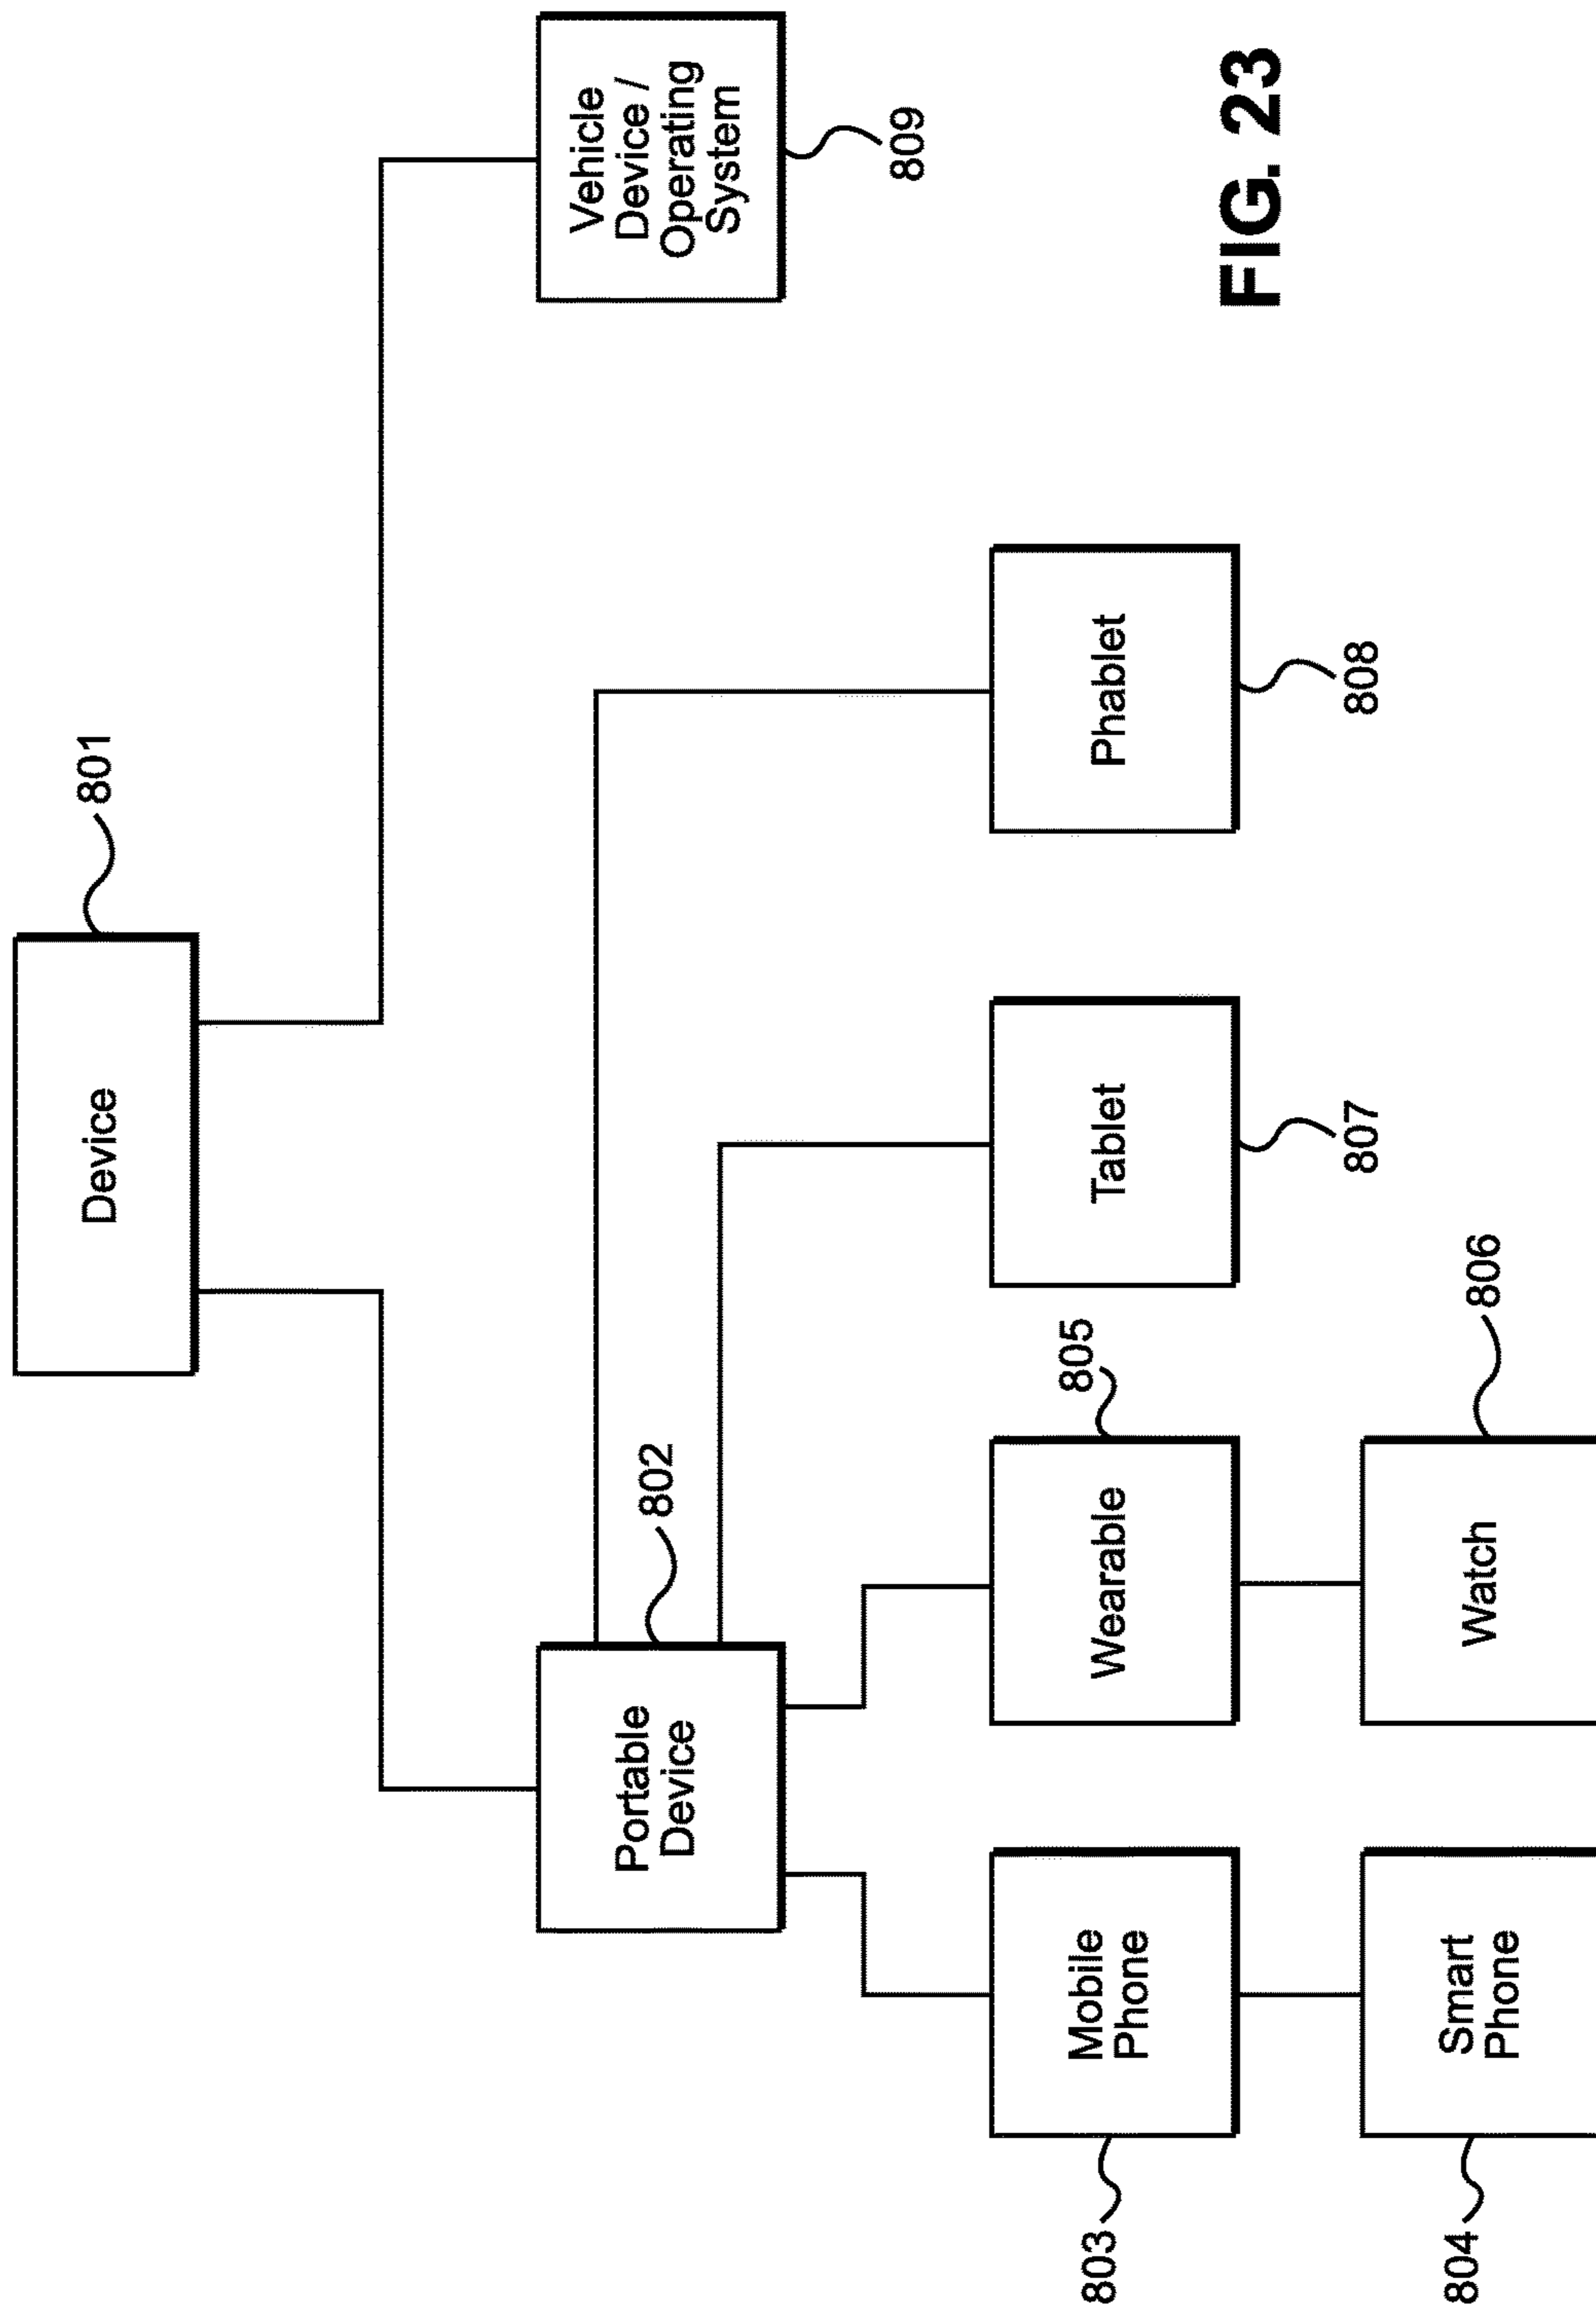 Device
801
Portable
Device
802
Vehicle
Device /
Operating
System
809
Mobile
Phone
803
Wearable
805
Tablet
807
Phablet
808
Smart
Phone
804
Watch
806
FIG. 23